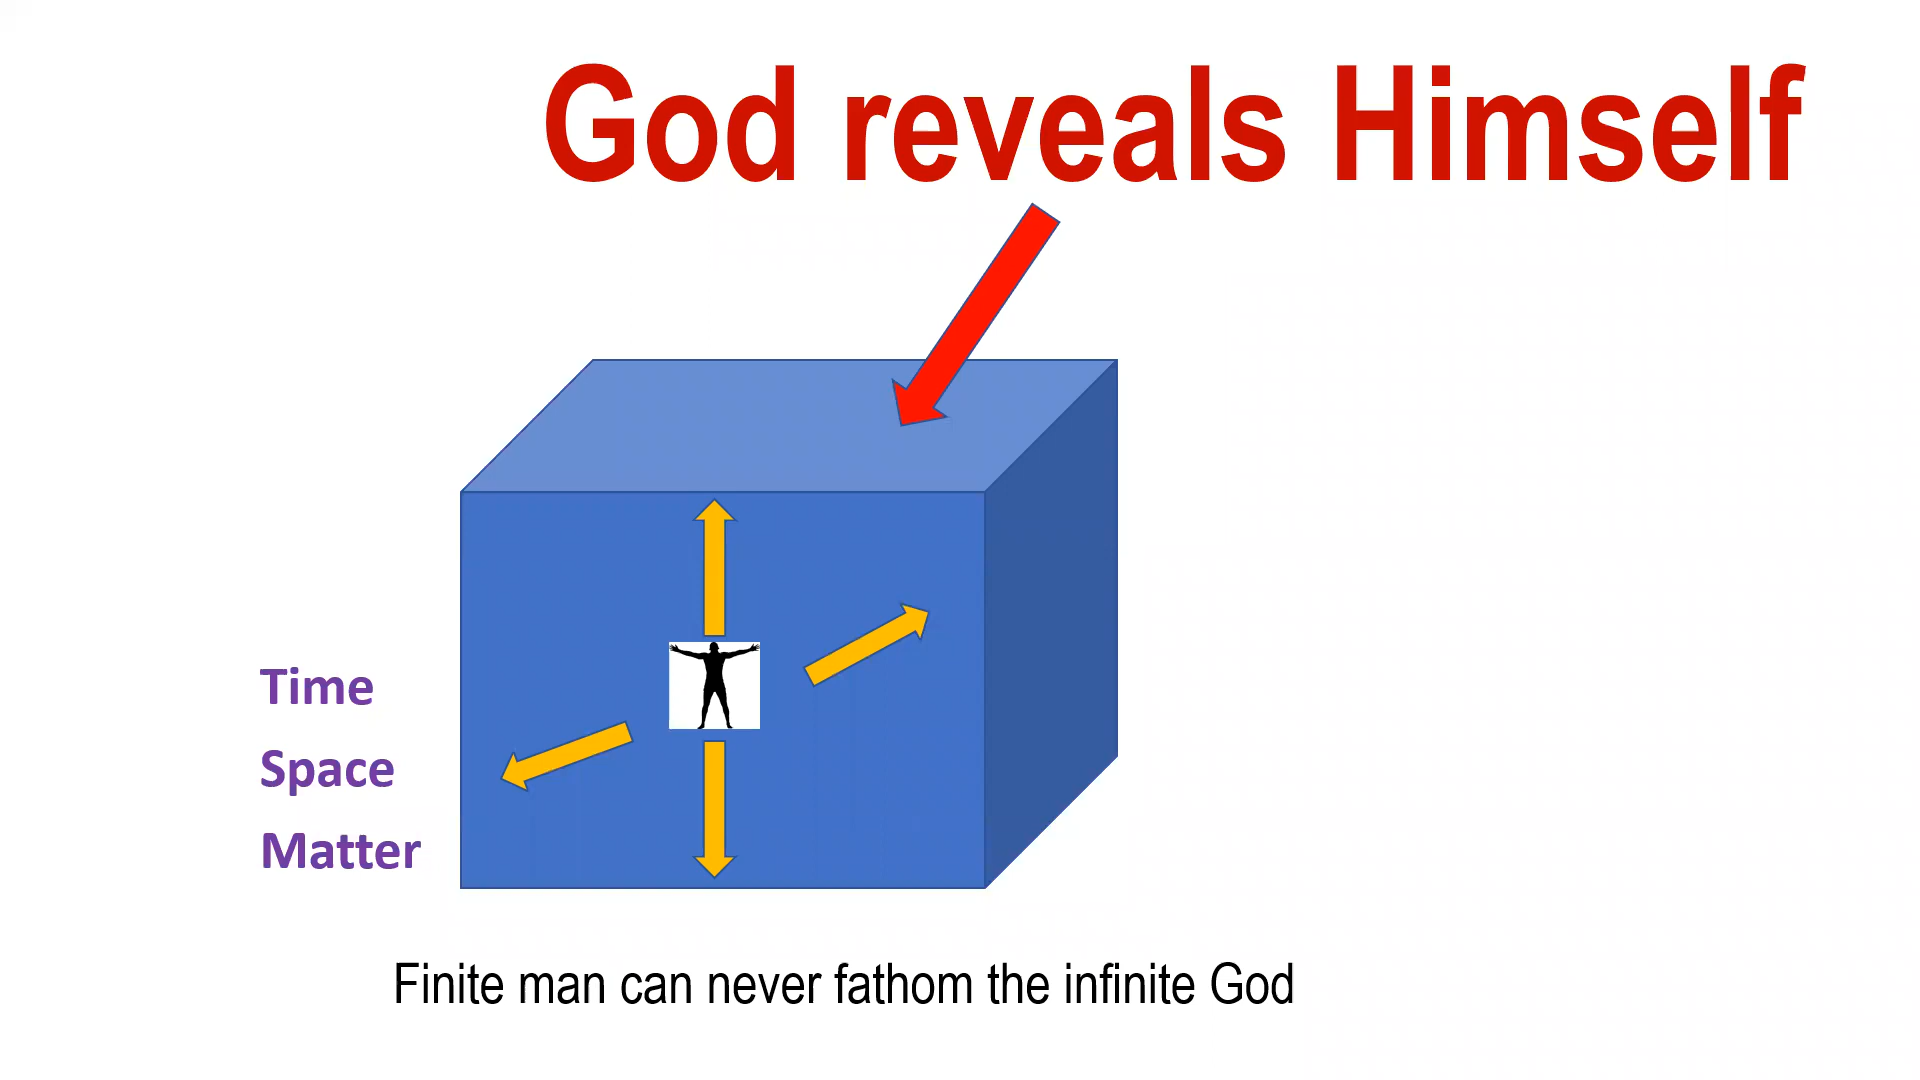 God reveals Himself
Time
Space
Matter
Finite man can never fathom the infinite God